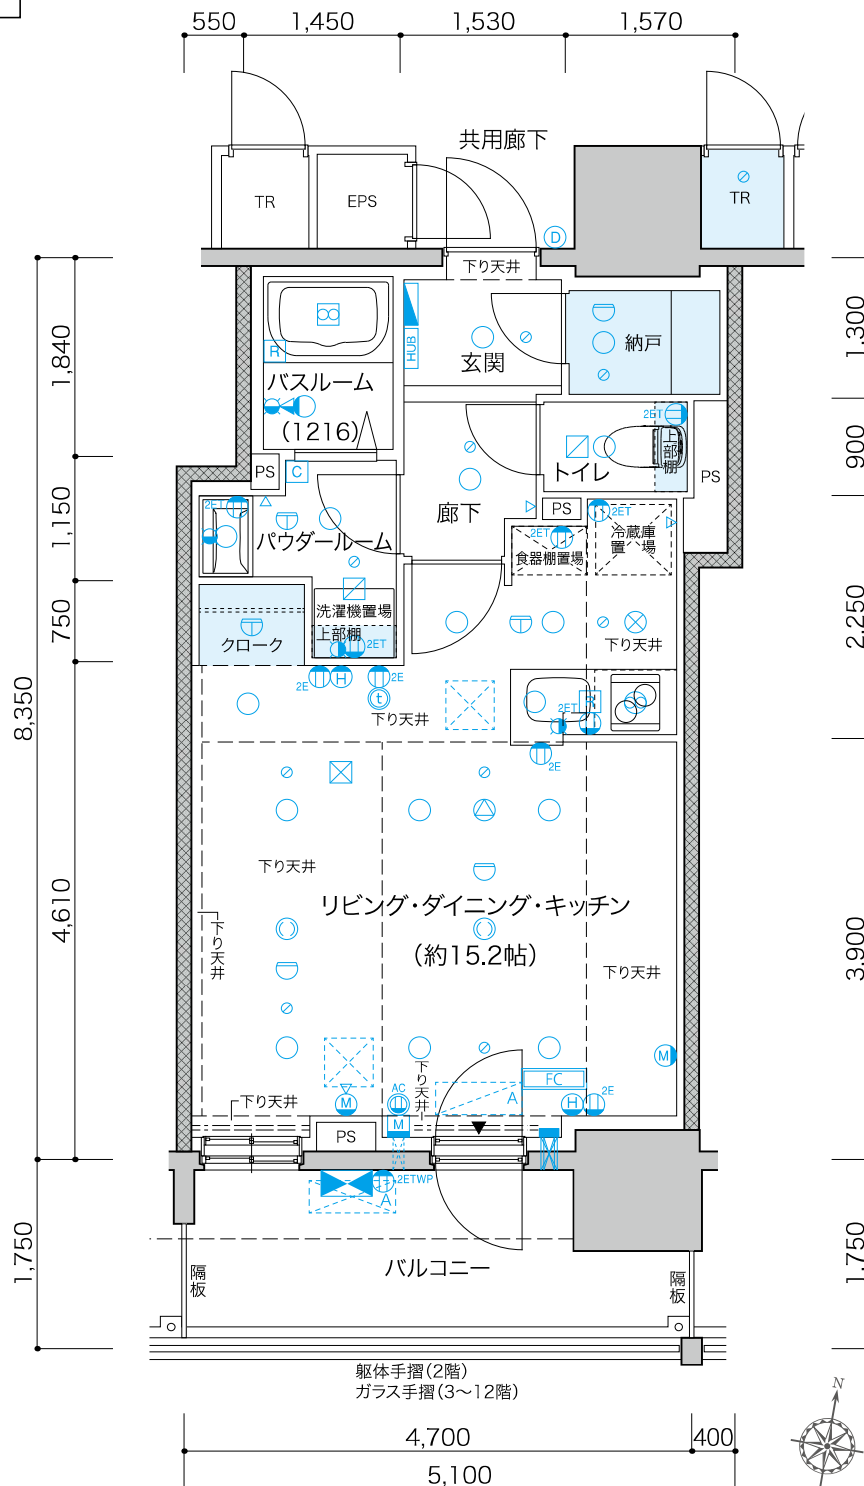 550 1,450 1,530 1,570
共用廊下
TR EPS TR
D
下り天井
HUB
玄関
納戸
R
バスルーム
(1216)
2ET
上部棚
トイレ
PS
C
PS
廊下
PS
2ET
2ET
2ET
冷蔵庫置場
食器棚置場
パウダールーム
洗濯機置場
上部棚
2ET
クローク
下り天井
2E H 2E
t
下り天井
2ET
R
2E
下り天井
リビング・ダイニング・キッチン
(約15.2帖)
下り天井
下り天井
M
下り天井
下り天井
AC
M
M
FC
A
H 2E
PS
2ETWP
A
バルコニー
隔板
隔板
躯体手摺(2階)
ガラス手摺(3〜12階)
1,840
1,150
750
4,610
8,350
1,750
1,300
900
2,250
3,900
1,750
N
4,700 400
5,100